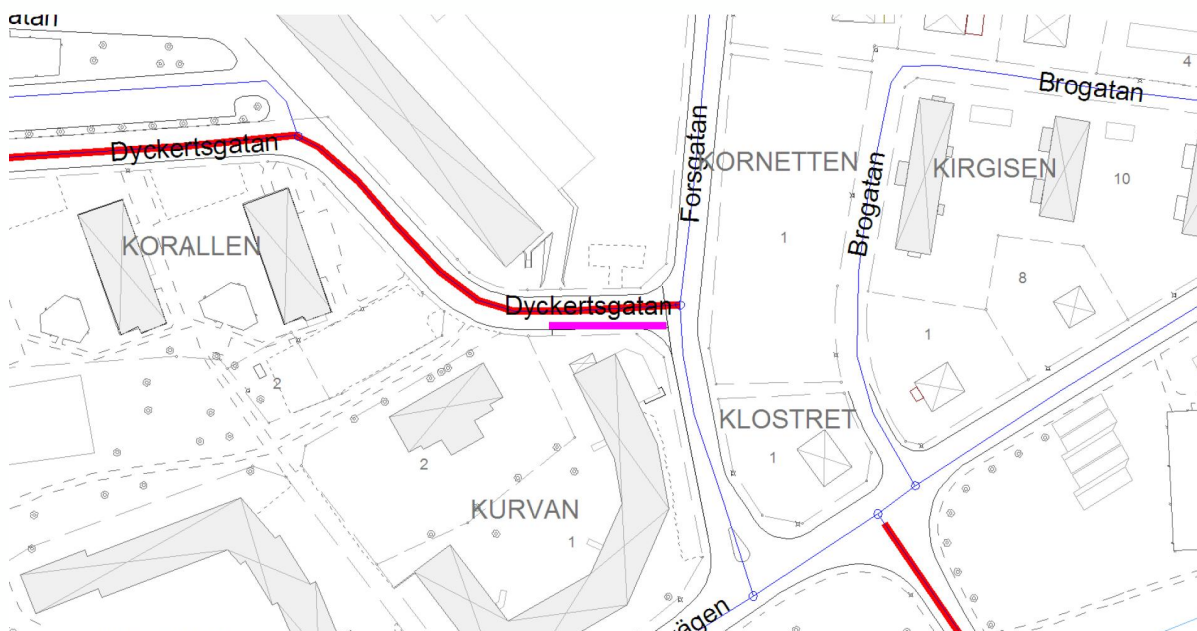 atan
Brogatan
4
Dyckertsgatan
Forsgatan
KORNETTEN
Brogatan
KIRGISEN
10
KORALLEN
1
8
Dyckertsgatan
1
2
KLOSTRET
2
1
KURVAN
1
vägen